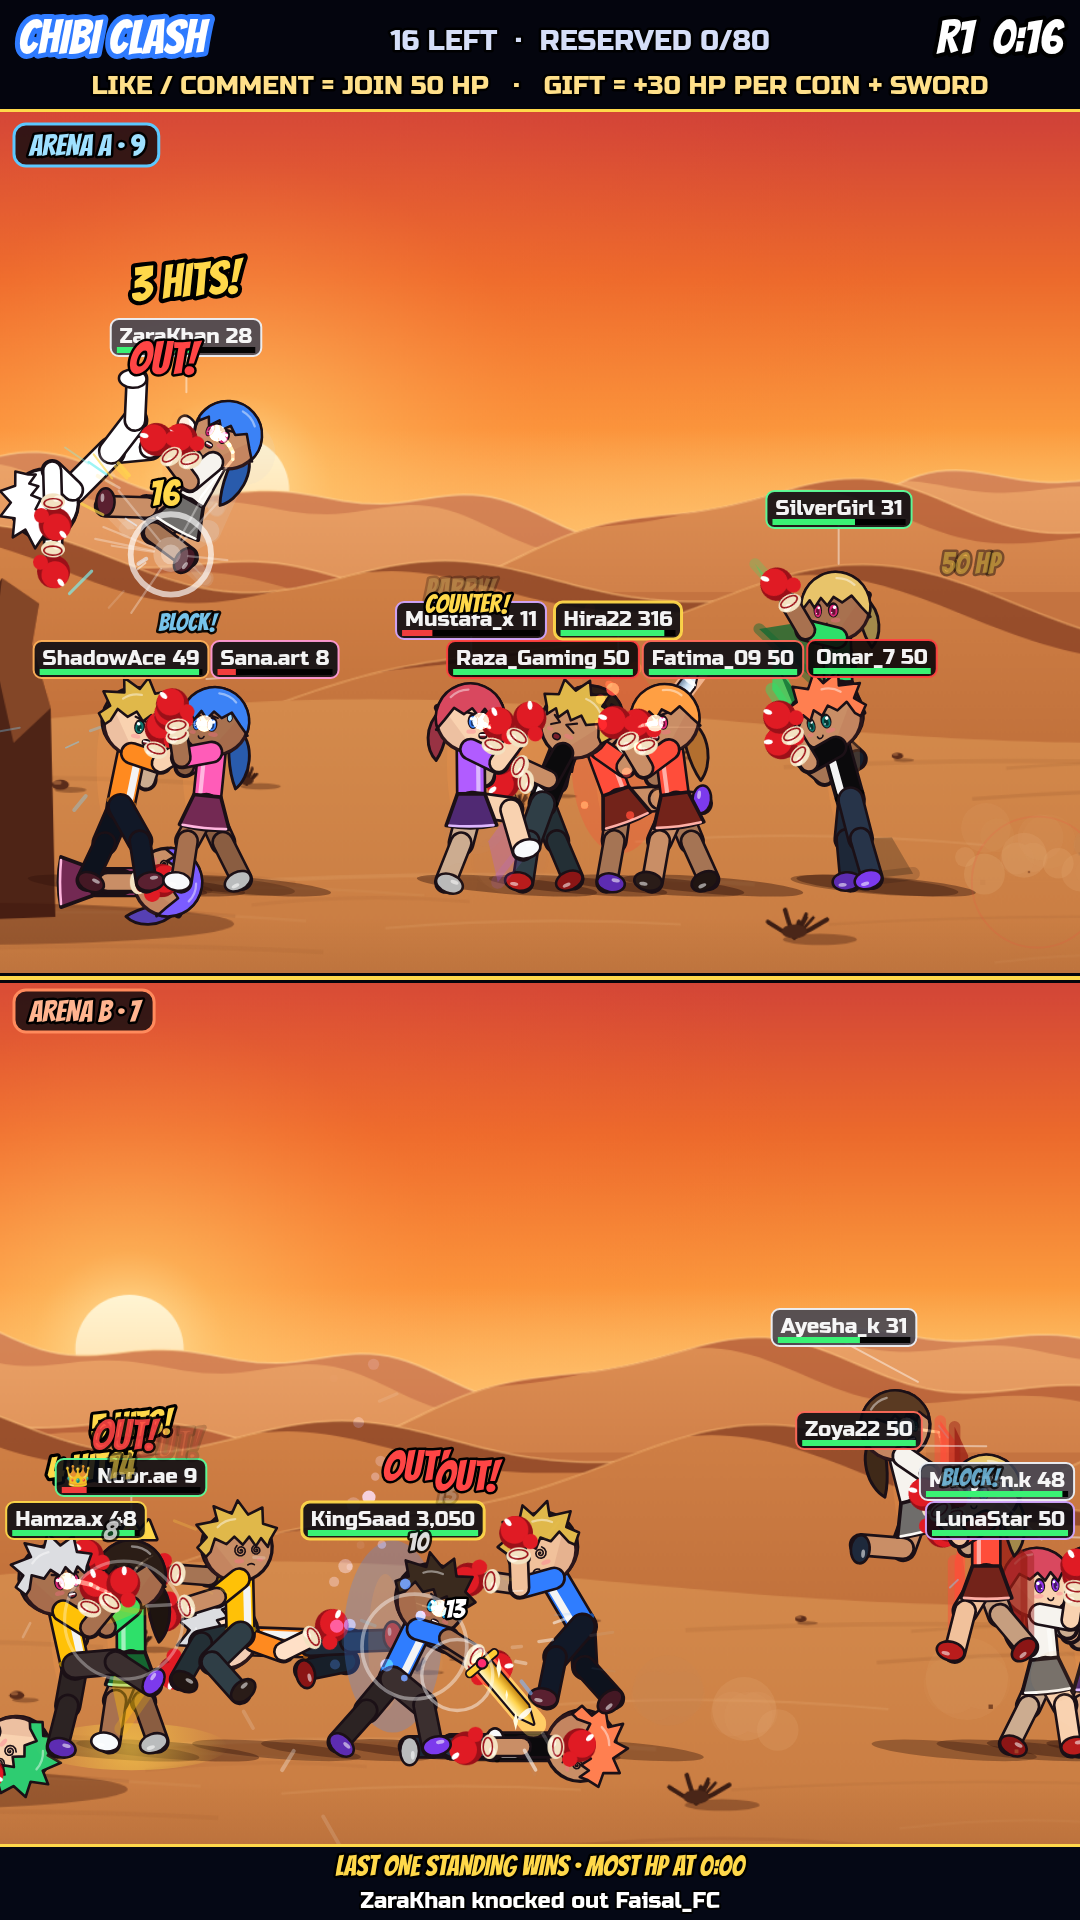 CHIBI CLASH
16 LEFT · RESERVED 0/80
R1 0:16
LIKE / COMMENT = JOIN 50 HP · GIFT = +30 HP PER COIN + SWORD
ARENA A · 9
3 HITS!
ZaraKhan 28
OUT!
16
SilverGirl 31
50 HP
PARRY!
COUNTER!
Mustafa_x 11
Hira22 316
BLOCK!
ShadowAce 49
Sana.art 8
Raza_Gaming 50
Fatima_09 50
Omar_7 50
ARENA B · 7
Ayesha_k 31
OUT!
Zoya22 50
14
Noor.ae 9
OUT!
OUT!
BLOCK!
48
Hamza.x 48
8
KingSaad 3,050
LunaStar 50
10
13
LAST ONE STANDING WINS · MOST HP AT 0:00
ZaraKhan knocked out Faisal_FC